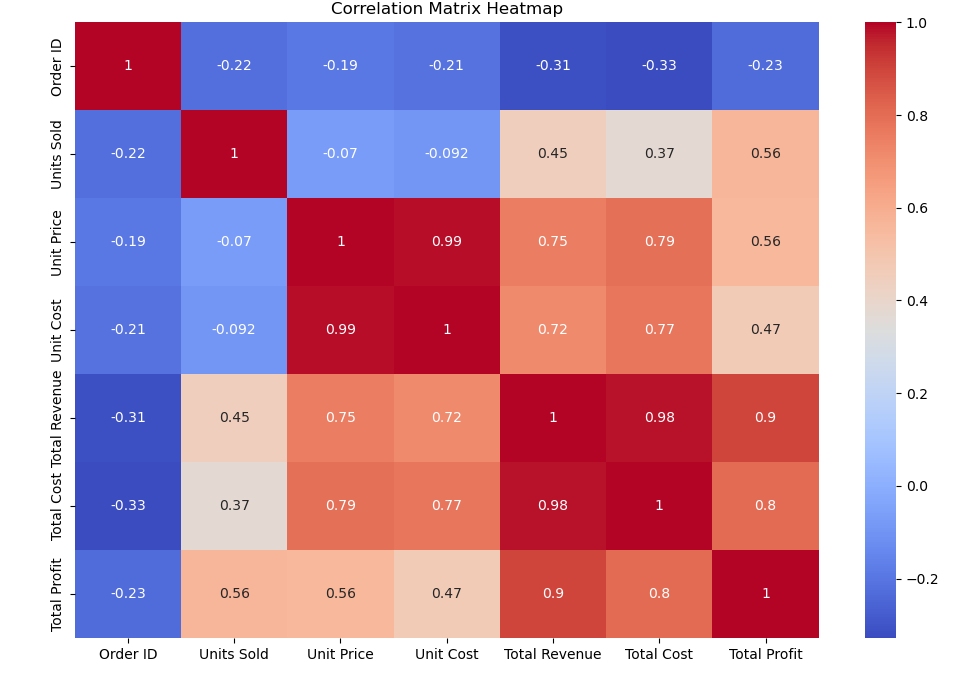 Correlation Matrix Heatmap
Order ID 1 -0.22 -0.19 -0.21 -0.31 -0.33 -0.23
Units Sold -0.22 1 -0.07 -0.092 0.45 0.37 0.56
Unit Price -0.19 -0.07 1 0.99 0.75 0.79 0.56
Unit Cost -0.21 -0.092 0.99 1 0.72 0.77 0.47
Total Revenue -0.31 0.45 0.75 0.72 1 0.98 0.9
Total Cost -0.33 0.37 0.79 0.77 0.98 1 0.8
Total Profit -0.23 0.56 0.56 0.47 0.9 0.8 1
Order ID Units Sold Unit Price Unit Cost Total Revenue Total Cost Total Profit
1.0
0.8
0.6
0.4
0.2
0.0
−0.2